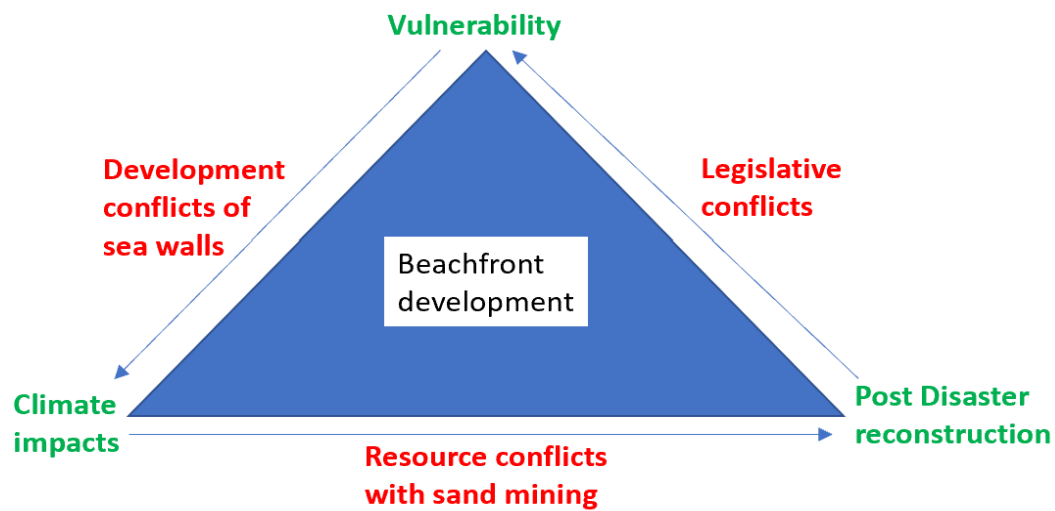 Vulnerability
Development
conflicts of
sea walls
Legislative
conflicts
Beachfront
development
Climate
impacts
Post Disaster
reconstruction
Resource conflicts
with sand mining